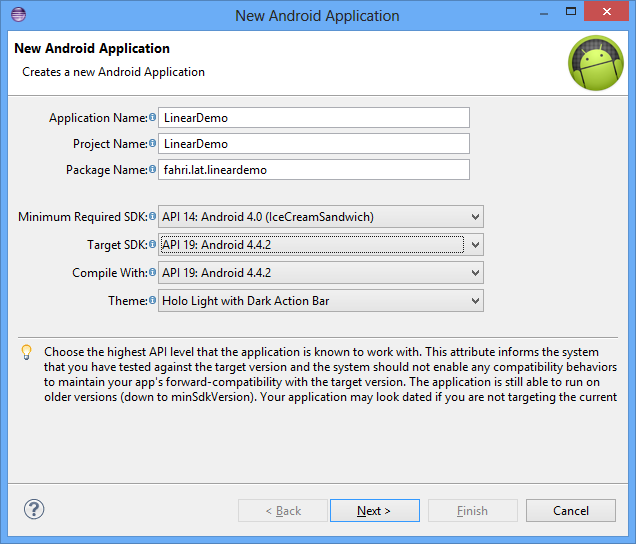 New Android Application
New Android Application
Creates a new Android Application
Application Name: LinearDemo
Project Name: LinearDemo
Package Name: fahri.lat.lineardemo
Minimum Required SDK: API 14: Android 4.0 (IceCreamSandwich)
Target SDK: API 19: Android 4.4.2
Compile With: API 19: Android 4.4.2
Theme: Holo Light with Dark Action Bar
Choose the highest API level that the application is known to work with. This attribute informs the system
that you have tested against the target version and the system should not enable any compatibility behaviors
to maintain your app's forward-compatibility with the target version. The application is still able to run on
older versions (down to minSdkVersion). Your application may look dated if you are not targeting the current
< Back Next > Finish Cancel